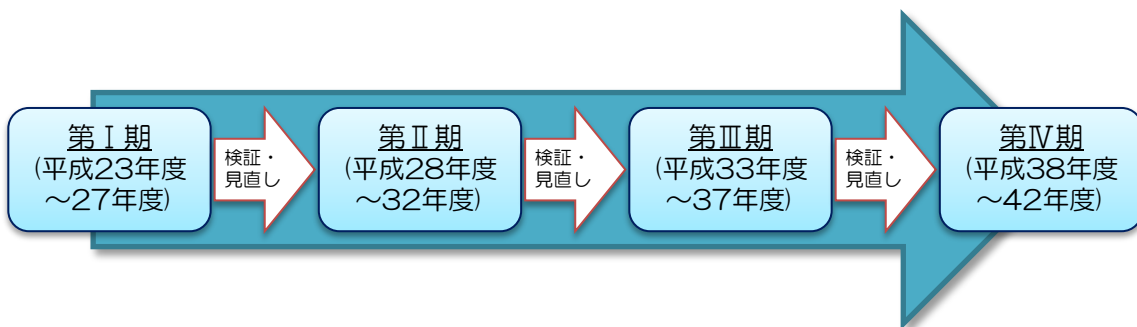 第Ⅰ期
(平成23年度
～27年度)
検証・
見直し
第Ⅱ期
(平成28年度
～32年度)
検証・
見直し
第Ⅲ期
(平成33年度
～37年度)
検証・
見直し
第Ⅳ期
(平成38年度
～42年度)